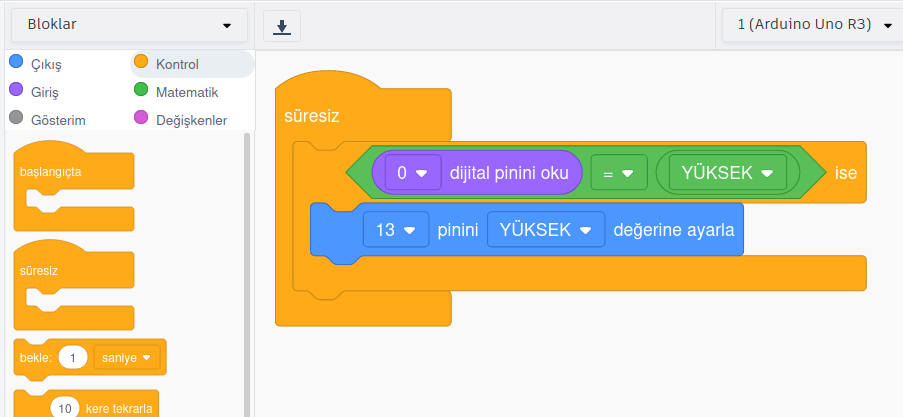 Bloklar
1 (Arduino Uno R3)
Çıkış
Kontrol
Giriş
Matematik
Gösterim
Değişkenler
başlangıçta
süresiz
bekle: 1 saniye
10 kere tekrarla
süresiz
0 dijital pinini oku = YÜKSEK ise
13 pinini YÜKSEK değerine ayarla